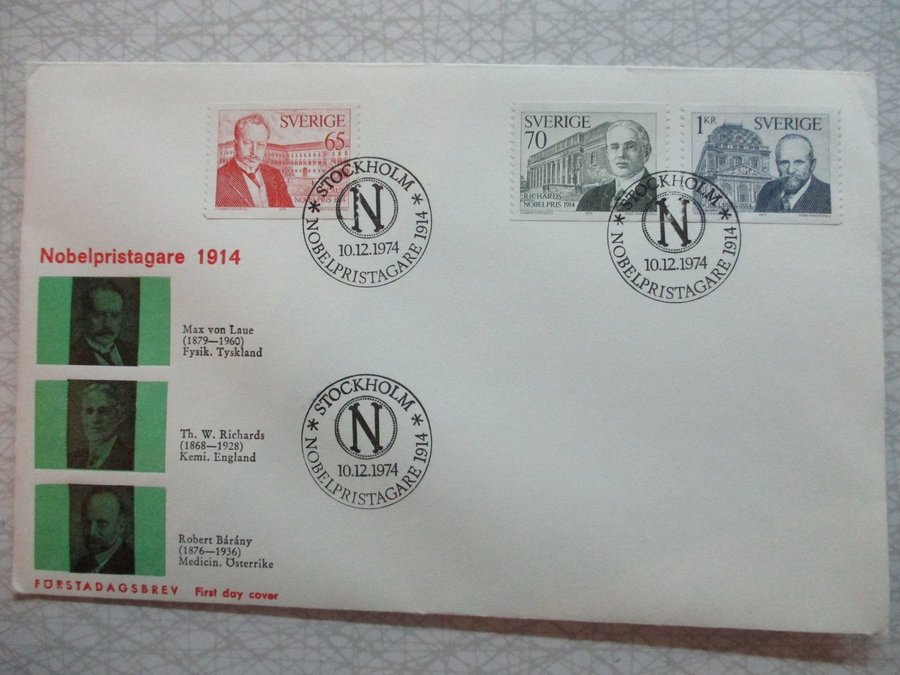 SVERIGE
65
NOBELPRIS 1914
SVERIGE
70
RICHARDS
NOBELPRIS 1914
1 KR
SVERIGE
* STOCKHOLM *
N
10.12.1974
NOBELPRISTAGARE 1914
* STOCKHOLM *
N
10.12.1974
NOBELPRISTAGARE 1914
Nobelpristagare 1914
Max von Laue
(1879—1960)
Fysik. Tyskland
Th. W. Richards
(1868—1928)
Kemi. England
* STOCKHOLM *
N
10.12.1974
NOBELPRISTAGARE 1914
Robert Bárány
(1876—1936)
Medicin. Österrike
FÖRSTADAGSBREV First day cover